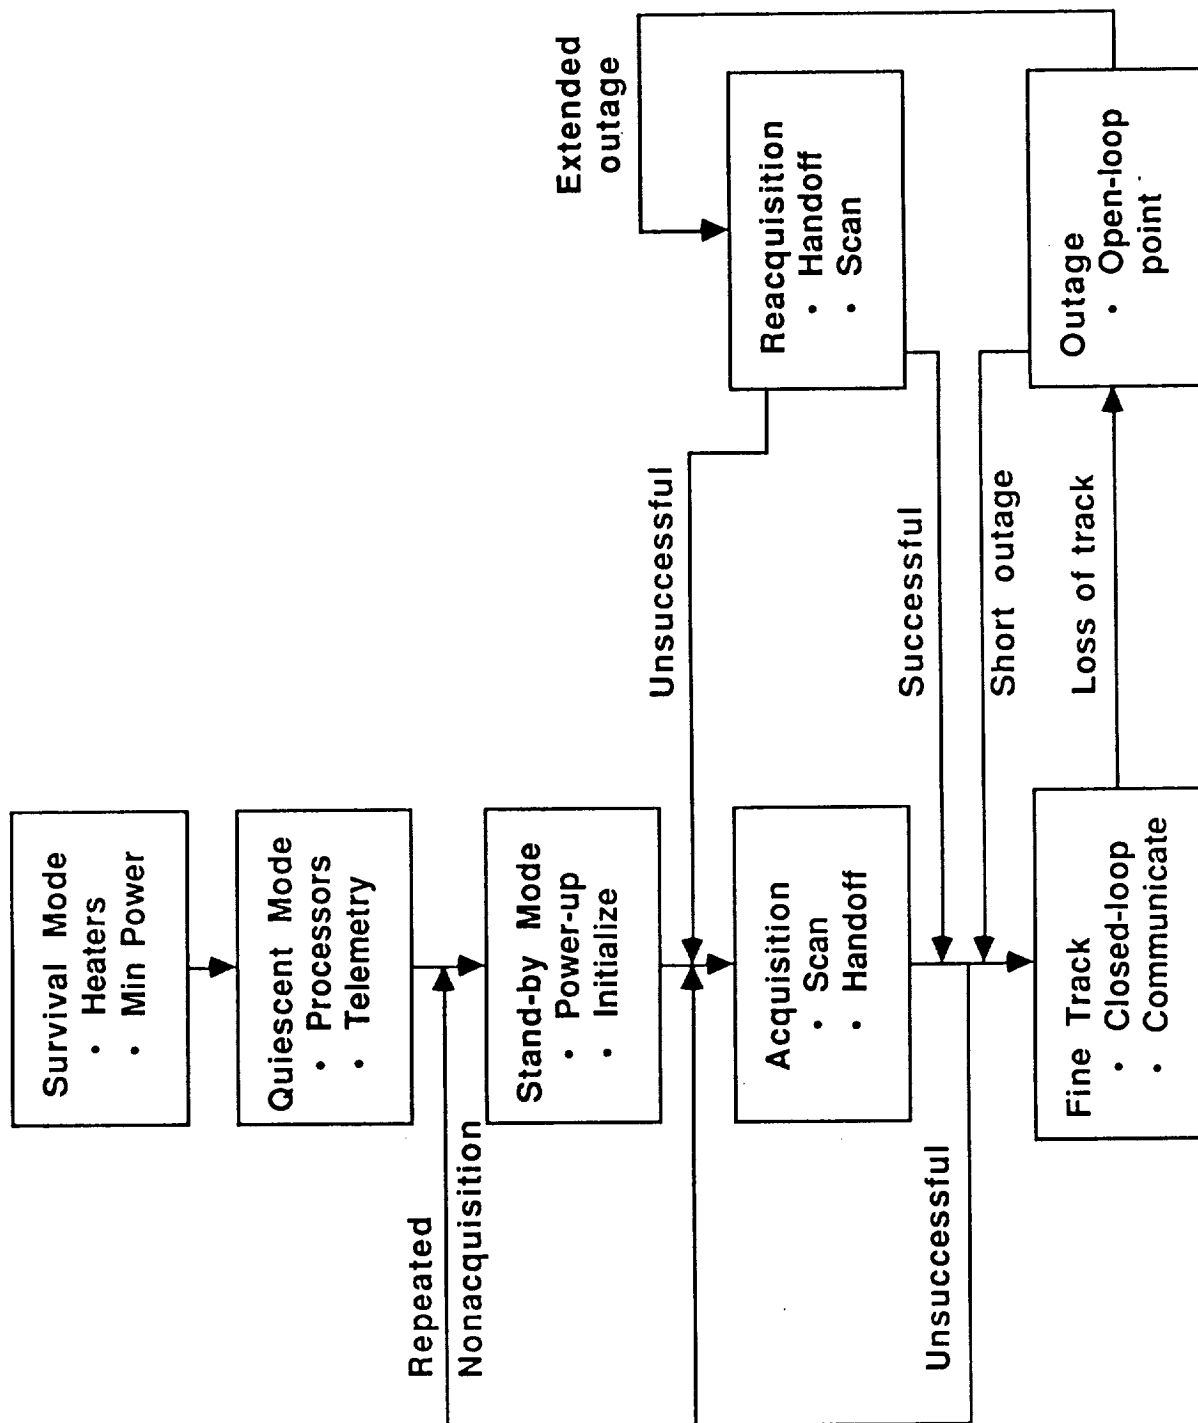 Survival Mode
• Heaters
• Min Power
Quiescent Mode
• Processors
• Telemetry
Repeated
Nonacquisition
Stand-by Mode
• Power-up
• Initialize
Unsuccessful
Extended
outage
Acquisition
• Scan
• Handoff
Reacquisition
• Handoff
• Scan
Unsuccessful
Successful
Short outage
Fine Track
• Closed-loop
• Communicate
Loss of track
Outage
• Open-loop
point